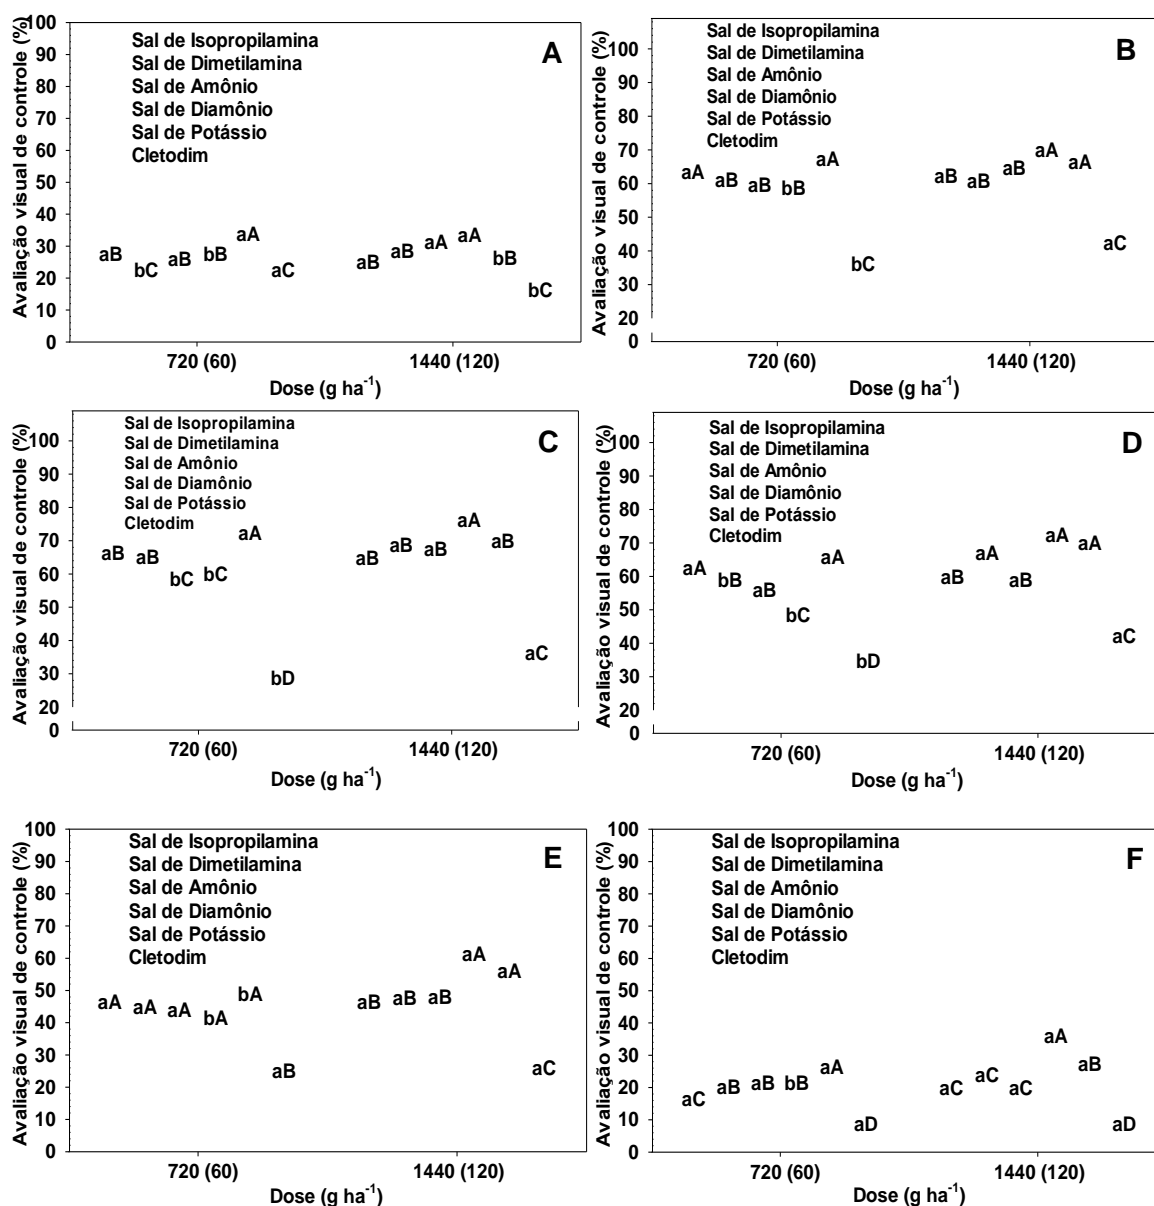 A
Avaliação visual de controle (%)
100
90
80
70
60
50
40
30
20
10
0
Sal de Isopropilamina
Sal de Dimetilamina
Sal de Amônio
Sal de Diamônio
Sal de Potássio
Cletodim
aB bC aB bB aA aC aB aB aA aA bB bC
720 (60) 1440 (120)
Dose (g ha⁻¹)
B
Avaliação visual de controle (%)
100
90
80
70
60
50
40
30
20
0
Sal de Isopropilamina
Sal de Dimetilamina
Sal de Amônio
Sal de Diamônio
Sal de Potássio
Cletodim
aA aB aB bB aA bC aB aB aB aA aA aC
720 (60) 1440 (120)
Dose (g ha⁻¹)
C
Avaliação visual de controle (%)
100
90
80
70
60
50
40
30
20
0
Sal de Isopropilamina
Sal de Dimetilamina
Sal de Amônio
Sal de Diamônio
Sal de Potássio
Cletodim
aB aB bC bC aA bD aB aB aB aA aB aC
720 (60) 1440 (120)
Dose (g ha⁻¹)
D
Avaliação visual de controle (%)
100
90
80
70
60
50
40
30
20
0
Sal de Isopropilamina
Sal de Dimetilamina
Sal de Amônio
Sal de Diamônio
Sal de Potássio
Cletodim
aA bB aB bC aA bD aB aA aB aA aA aC
720 (60) 1440 (120)
Dose (g ha⁻¹)
E
Avaliação visual de controle (%)
100
90
80
70
60
50
40
30
20
10
0
Sal de Isopropilamina
Sal de Dimetilamina
Sal de Amônio
Sal de Diamônio
Sal de Potássio
Cletodim
aA aA aA bA bA aB aB aB aB aA aA aC
720 (60) 1440 (120)
Dose (g ha⁻¹)
F
Avaliação visual de controle (%)
100
90
80
70
60
50
40
30
20
10
0
Sal de Isopropilamina
Sal de Dimetilamina
Sal de Amônio
Sal de Diamônio
Sal de Potássio
Cletodim
aC aB aB bB aA aD aC aC aC aA aB aD
720 (60) 1440 (120)
Dose (g ha⁻¹)